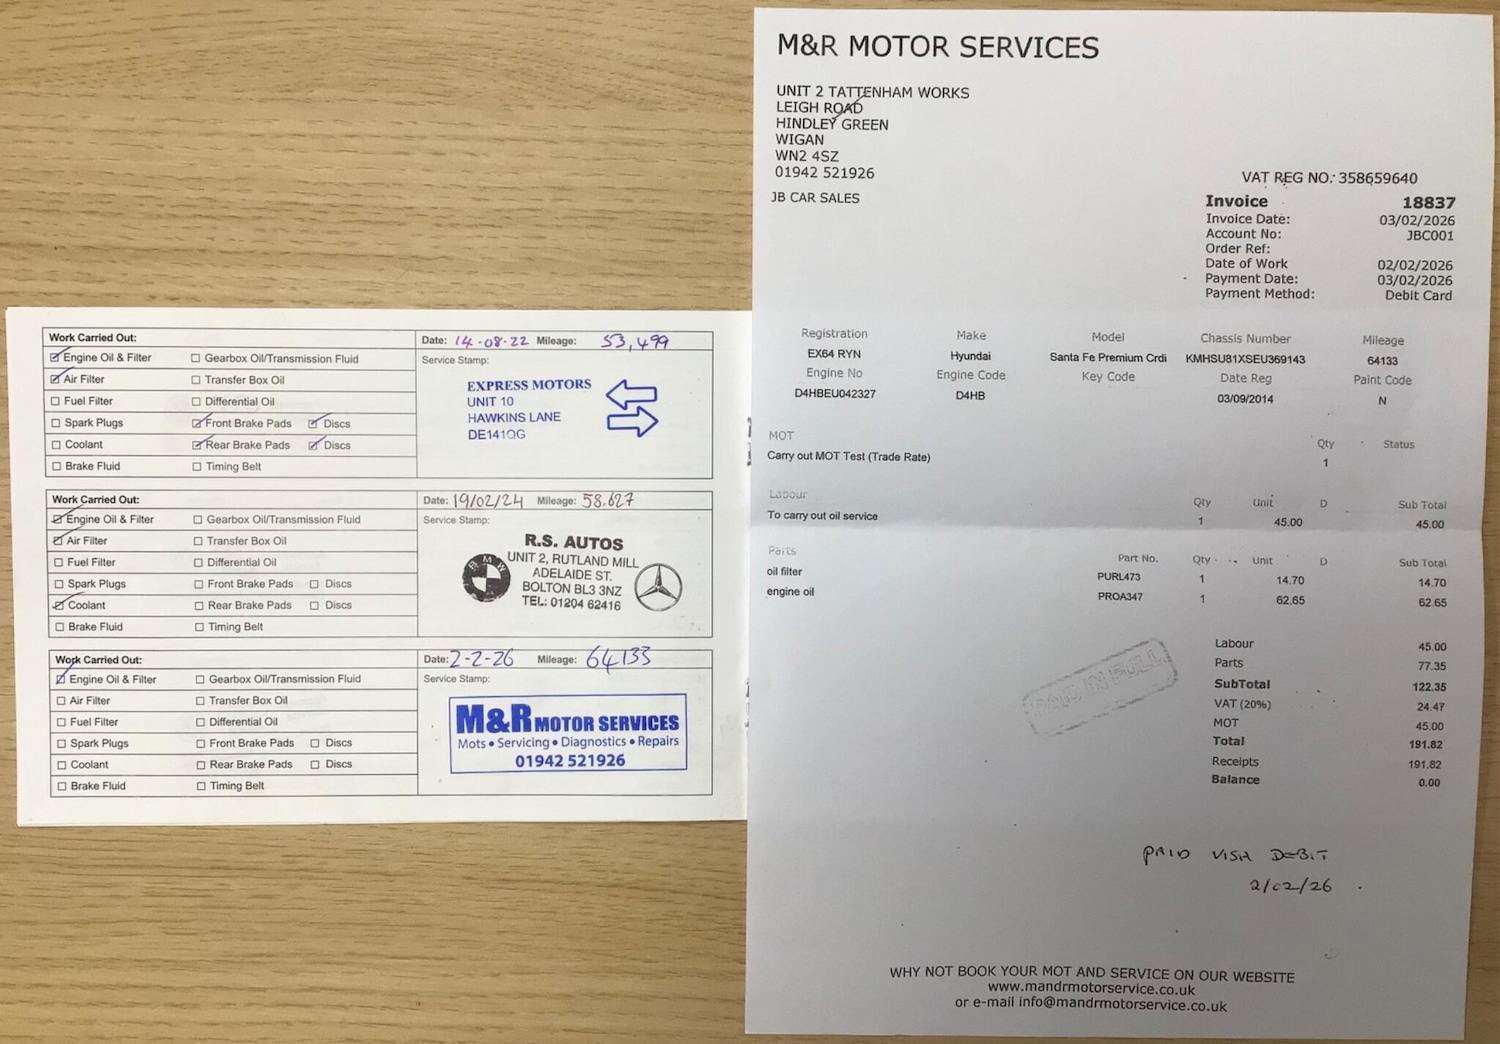 Work Carried Out:
Engine Oil & Filter
Gearbox Oil/Transmission Fluid
Air Filter
Transfer Box Oil
Fuel Filter
Differential Oil
Spark Plugs
Front Brake Pads
Discs
Coolant
Rear Brake Pads
Discs
Brake Fluid
Timing Belt
Date: 14-08-22 Mileage: 53,499
Service Stamp:
EXPRESS MOTORS
UNIT 10
HAWKINS LANE
DE141QG
Work Carried Out:
Engine Oil & Filter
Gearbox Oil/Transmission Fluid
Air Filter
Transfer Box Oil
Fuel Filter
Differential Oil
Spark Plugs
Front Brake Pads
Discs
Coolant
Rear Brake Pads
Discs
Brake Fluid
Timing Belt
Date: 19/02/24 Mileage: 58,627
Service Stamp:
R.S. AUTOS
UNIT 2, RUTLAND MILL
ADELAIDE ST.
BOLTON BL3 3NZ
TEL: 01204 62416
BMW
Work Carried Out:
Engine Oil & Filter
Gearbox Oil/Transmission Fluid
Air Filter
Transfer Box Oil
Fuel Filter
Differential Oil
Spark Plugs
Front Brake Pads
Discs
Coolant
Rear Brake Pads
Discs
Brake Fluid
Timing Belt
Date: 2-2-26 Mileage: 64133
Service Stamp:
M&R MOTOR SERVICES
Mots • Servicing • Diagnostics • Repairs
01942 521926
M&R MOTOR SERVICES
UNIT 2 TATTENHAM WORKS
LEIGH ROAD
HINDLEY GREEN
WIGAN
WN2 4SZ
01942 521926
JB CAR SALES
VAT REG NO: 358659640
Invoice 18837
Invoice Date: 03/02/2026
Account No: JBC001
Order Ref:
Date of Work 02/02/2026
Payment Date: 03/02/2026
Payment Method: Debit Card
Registration Make Model Chassis Number Mileage
EX64 RYN Hyundai Santa Fe Premium Crdi KMHSU81XSEU369143 64133
Engine No Engine Code Key Code Date Reg Paint Code
D4HBEU042327 D4HB 03/09/2014 N
MOT Qty Status
Carry out MOT Test (Trade Rate) 1
Labour Qty Unit D Sub Total
To carry out oil service 1 45.00 45.00
Parts Part No. Qty Unit D Sub Total
oil filter PURL473 1 14.70 14.70
engine oil PROA347 1 62.65 62.65
Labour 45.00
Parts 77.35
SubTotal 122.35
VAT (20%) 24.47
MOT 45.00
Total 191.82
Receipts 191.82
Balance 0.00
PAID IN FULL
PAID VISA DEBIT
2/02/26
WHY NOT BOOK YOUR MOT AND SERVICE ON OUR WEBSITE
www.mandrmotorservice.co.uk
or e-mail info@mandrmotorservice.co.uk